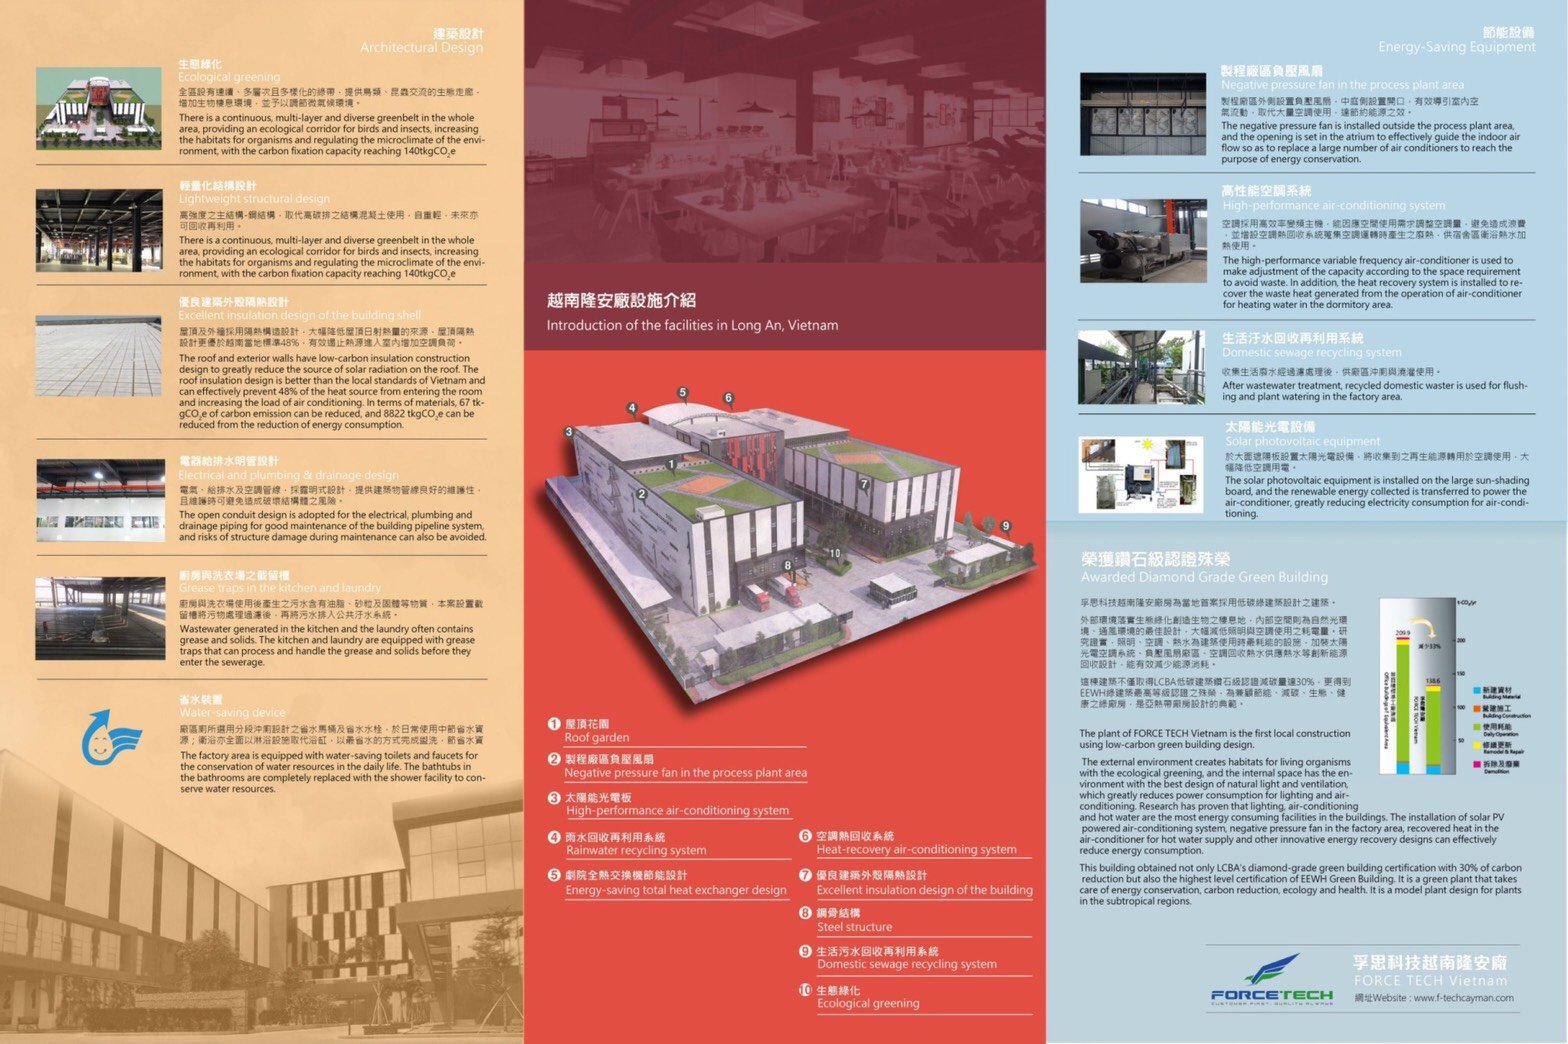 建築設計
Architectural Design
生態綠化
Ecological greening
全區設有連續、多層次且多樣化的綠帶，提供鳥類、昆蟲交流的生態走廊，
增加生物棲息環境，並予以調節微氣候環境。
There is a continuous, multi-layer and diverse greenbelt in the whole
area, providing an ecological corridor for birds and insects, increasing
the habitats for organisms and regulating the microclimate of the envi-
ronment, with the carbon fixation capacity reaching 140tkgCO₂e
輕量化結構設計
Lightweight structural design
高強度之主結構-鋼結構，取代高碳排之結構混凝土使用，自重輕，未來亦
可回收再利用。
There is a continuous, multi-layer and diverse greenbelt in the whole
area, providing an ecological corridor for birds and insects, increasing
the habitats for organisms and regulating the microclimate of the envi-
ronment, with the carbon fixation capacity reaching 140tkgCO₂e
優良建築外殼隔熱設計
Excellent insulation design of the building shell
屋頂及外牆採用隔熱構造設計，大幅降低屋頂日射熱量的來源，屋頂隔熱
設計更優於越南當地標準48%，有效遏止熱源進入室內增加空調負荷。
The roof and exterior walls have low-carbon insulation construction
design to greatly reduce the source of solar radiation on the roof. The
roof insulation design is better than the local standards of Vietnam and
can effectively prevent 48% of the heat source from entering the room
and increasing the load of air conditioning. In terms of materials, 67 tk-
gCO₂e of carbon emission can be reduced, and 8822 tkgCO₂e can be
reduced from the reduction of energy consumption.
電器給排水明管設計
Electrical and plumbing & drainage design
電氣、給排水及空調管線，採露明式設計，提供建築物管線良好的維護性，
且維護時可避免造成破壞結構體之風險。
The open conduit design is adopted for the electrical, plumbing and
drainage piping for good maintenance of the building pipeline system,
and risks of structure damage during maintenance can also be avoided.
廚房與洗衣場之截留槽
Grease traps in the kitchen and laundry
廚房與洗衣場使用後產生之污水含有油脂、砂粒及固體等物質，本案設置截
留槽將污物處理過濾後，再將污水排入公共汙水系統。
Wastewater generated in the kitchen and the laundry often contains
grease and solids. The kitchen and laundry are equipped with grease
traps that can process and handle the grease and solids before they
enter the sewerage.
省水裝置
Water-saving device
廠區廁所選用分段沖廁設計之省水馬桶及省水水栓，於日常使用中節省水資
源；衛浴亦全面以淋浴設施取代浴缸，以最省水的方式完成盥洗，節省水資
The factory area is equipped with water-saving toilets and faucets for
the conservation of water resources in the daily life. The bathtubs in
the bathrooms are completely replaced with the shower facility to con-
serve water resources.
越南隆安廠設施介紹
Introduction of the facilities in Long An, Vietnam
1
2
3
4
5
6
7
8
9
10
1 屋頂花園
Roof garden
2 製程廠區負壓風扇
Negative pressure fan in the process plant area
3 太陽能光電板
High-performance air-conditioning system
4 雨水回收再利用系統
Rainwater recycling system
5 劇院全熱交換機節能設計
Energy-saving total heat exchanger design
6 空調熱回收系統
Heat-recovery air-conditioning system
7 優良建築外殼隔熱設計
Excellent insulation design of the building
8 鋼骨結構
Steel structure
9 生活污水回收再利用系統
Domestic sewage recycling system
10 生態綠化
Ecological greening
節能設備
Energy-Saving Equipment
製程廠區負壓風扇
Negative pressure fan in the process plant area
製程廠區外側設置負壓風扇，中庭側設置開口，有效導引室內空
氣流動，取代大量空調使用，達節約能源之效。
The negative pressure fan is installed outside the process plant area,
and the opening is set in the atrium to effectively guide the indoor air
flow so as to replace a large number of air conditioners to reach the
purpose of energy conservation.
高性能空調系統
High-performance air-conditioning system
空調採用高效率變頻主機，能因應空間使用需求調整空調量，避免造成浪費
，並增設空調熱回收系統蒐集空調運轉時產生之廢熱，供宿舍區衛浴熱水加
熱使用。
The high-performance variable frequency air-conditioner is used to
make adjustment of the capacity according to the space requirement
to avoid waste. In addition, the heat recovery system is installed to re-
cover the waste heat generated from the operation of air-conditioner
for heating water in the dormitory area.
生活汙水回收再利用系統
Domestic sewage recycling system
收集生活廢水經過濾處理後，供廠區沖廁與澆灌使用。
After wastewater treatment, recycled domestic waster is used for flush-
ing and plant watering in the factory area.
太陽能光電設備
Solar photovoltaic equipment
於大面遮陽板設置太陽光電設備，將收集到之再生能源轉用於空調使用，大
幅降低空調用電。
The solar photovoltaic equipment is installed on the large sun-shading
board, and the renewable energy collected is transferred to power the
air-conditioner, greatly reducing electricity consumption for air-condi-
tioning.
榮獲鑽石級認證殊榮
Awarded Diamond Grade Green Building
孚思科技越南隆安廠房為當地首案採用低碳綠建築設計之建築。
外部環境落實生態綠化創造生物之棲息地，內部空間則為自然光環
境、通風環境的最佳設計，大幅減低照明與空調使用之耗電量，研
究證實，照明、空調、熱水為建築使用時最耗能的設施，加裝太陽
光電空調系統、負壓風扇廠區、空調回收熱水供應熱水等創新能源
回收設計，能有效減少能源消耗。
這棟建築不僅取得LCBA低碳建築鑽石級認證減碳量達30%，更得到
EEWH綠建築最高等級認證之殊榮，為兼顧節能、減碳、生態、健
康之綠廠房，是亞熱帶廠房設計的典範。
The plant of FORCE TECH Vietnam is the first local construction
using low-carbon green building design.
The external environment creates habitats for living organisms
with the ecological greening, and the internal space has the en-
vironment with the best design of natural light and ventilation,
which greatly reduces power consumption for lighting and air-
conditioning. Research has proven that lighting, air-conditioning
and hot water are the most energy consuming facilities in the buildings. The installation of solar PV
powered air-conditioning system, negative pressure fan in the factory area, recovered heat in the
air-conditioner for hot water supply and other innovative energy recovery designs can effectively
reduce energy consumption.
This building obtained not only LCBA's diamond-grade green building certification with 30% of carbon
reduction but also the highest level certification of EEWH Green Building. It is a green plant that takes
care of energy conservation, carbon reduction, ecology and health. It is a model plant design for plants
in the subtropical regions.
t-CO₂/yr
209.9
減少33%
138.6
200
150
100
50
Office buildings of equivalent Area
FORCE TECH Vietnam
新建資材
Building Material
營建施工
Building Construction
使用耗能
Daily Operation
修繕更新
Remodel & Repair
拆除及廢棄
Demolition
FORCETECH
CUSTOMER FIRST, QUALITY ALWAYS
孚思科技越南隆安廠
FORCE TECH Vietnam
網址Website : www.f-techcayman.com